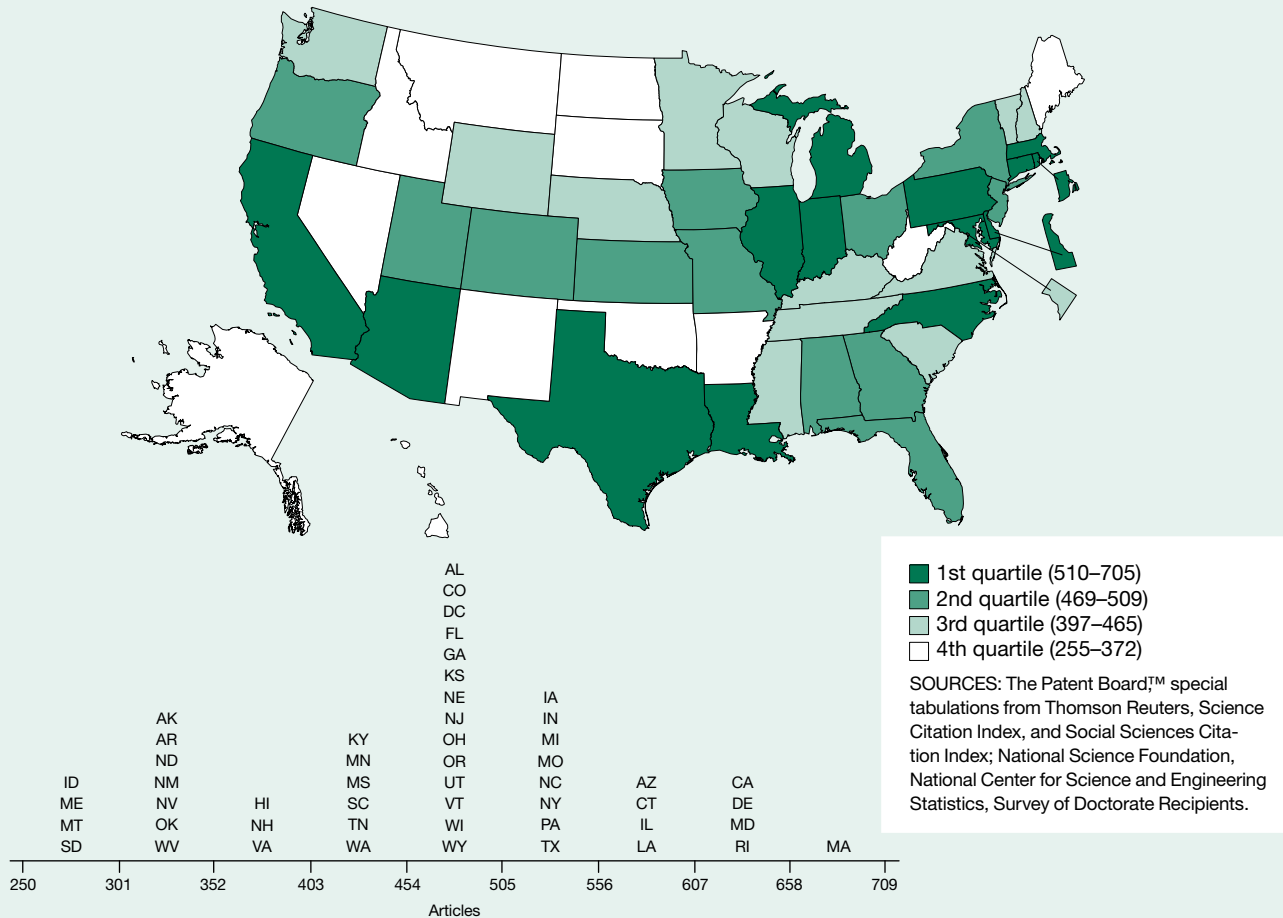 1st quartile (510–705)
2nd quartile (469–509)
3rd quartile (397–465)
4th quartile (255–372)
SOURCES: The Patent Board,™ special
tabulations from Thomson Reuters, Science
Citation Index, and Social Sciences Cita-
tion Index; National Science Foundation,
National Center for Science and Engineering
Statistics, Survey of Doctorate Recipients.
AL
CO
DC
FL
GA
KS
NE IA
AK NJ IN
AR KY OH MI
ND MN OR MO
ID NM MS UT NC AZ CA
ME NV HI SC VT NY CT DE
MT OK NH TN WI PA IL MD
SD WV VA WA WY TX LA RI MA
250 301 352 403 454 505 556 607 658 709
Articles